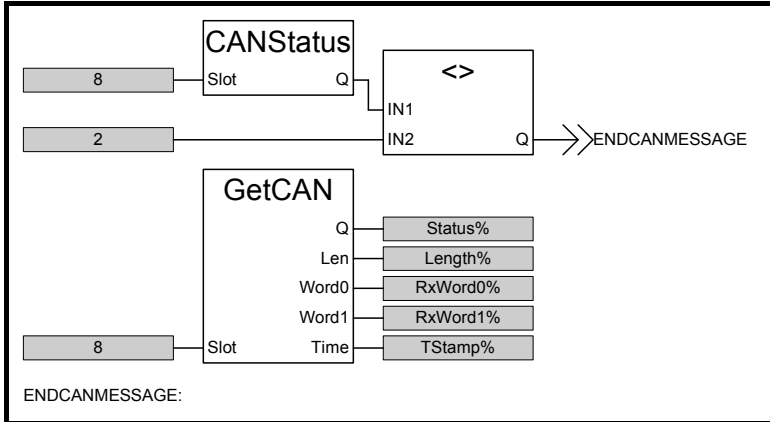 CANStatus
<>
8 Slot Q
IN1
2 IN2 Q ENDCANMESSAGE
GetCAN
Q Status%
Len Length%
Word0 RxWord0%
Word1 RxWord1%
8 Slot Time TStamp%
ENDCANMESSAGE: